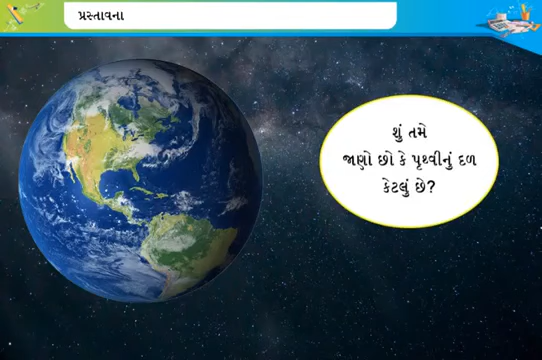 પ્રસ્તાવના
શું તમે
જાણો છો કે પૃથ્વીનું દળ
કેટલું છે?